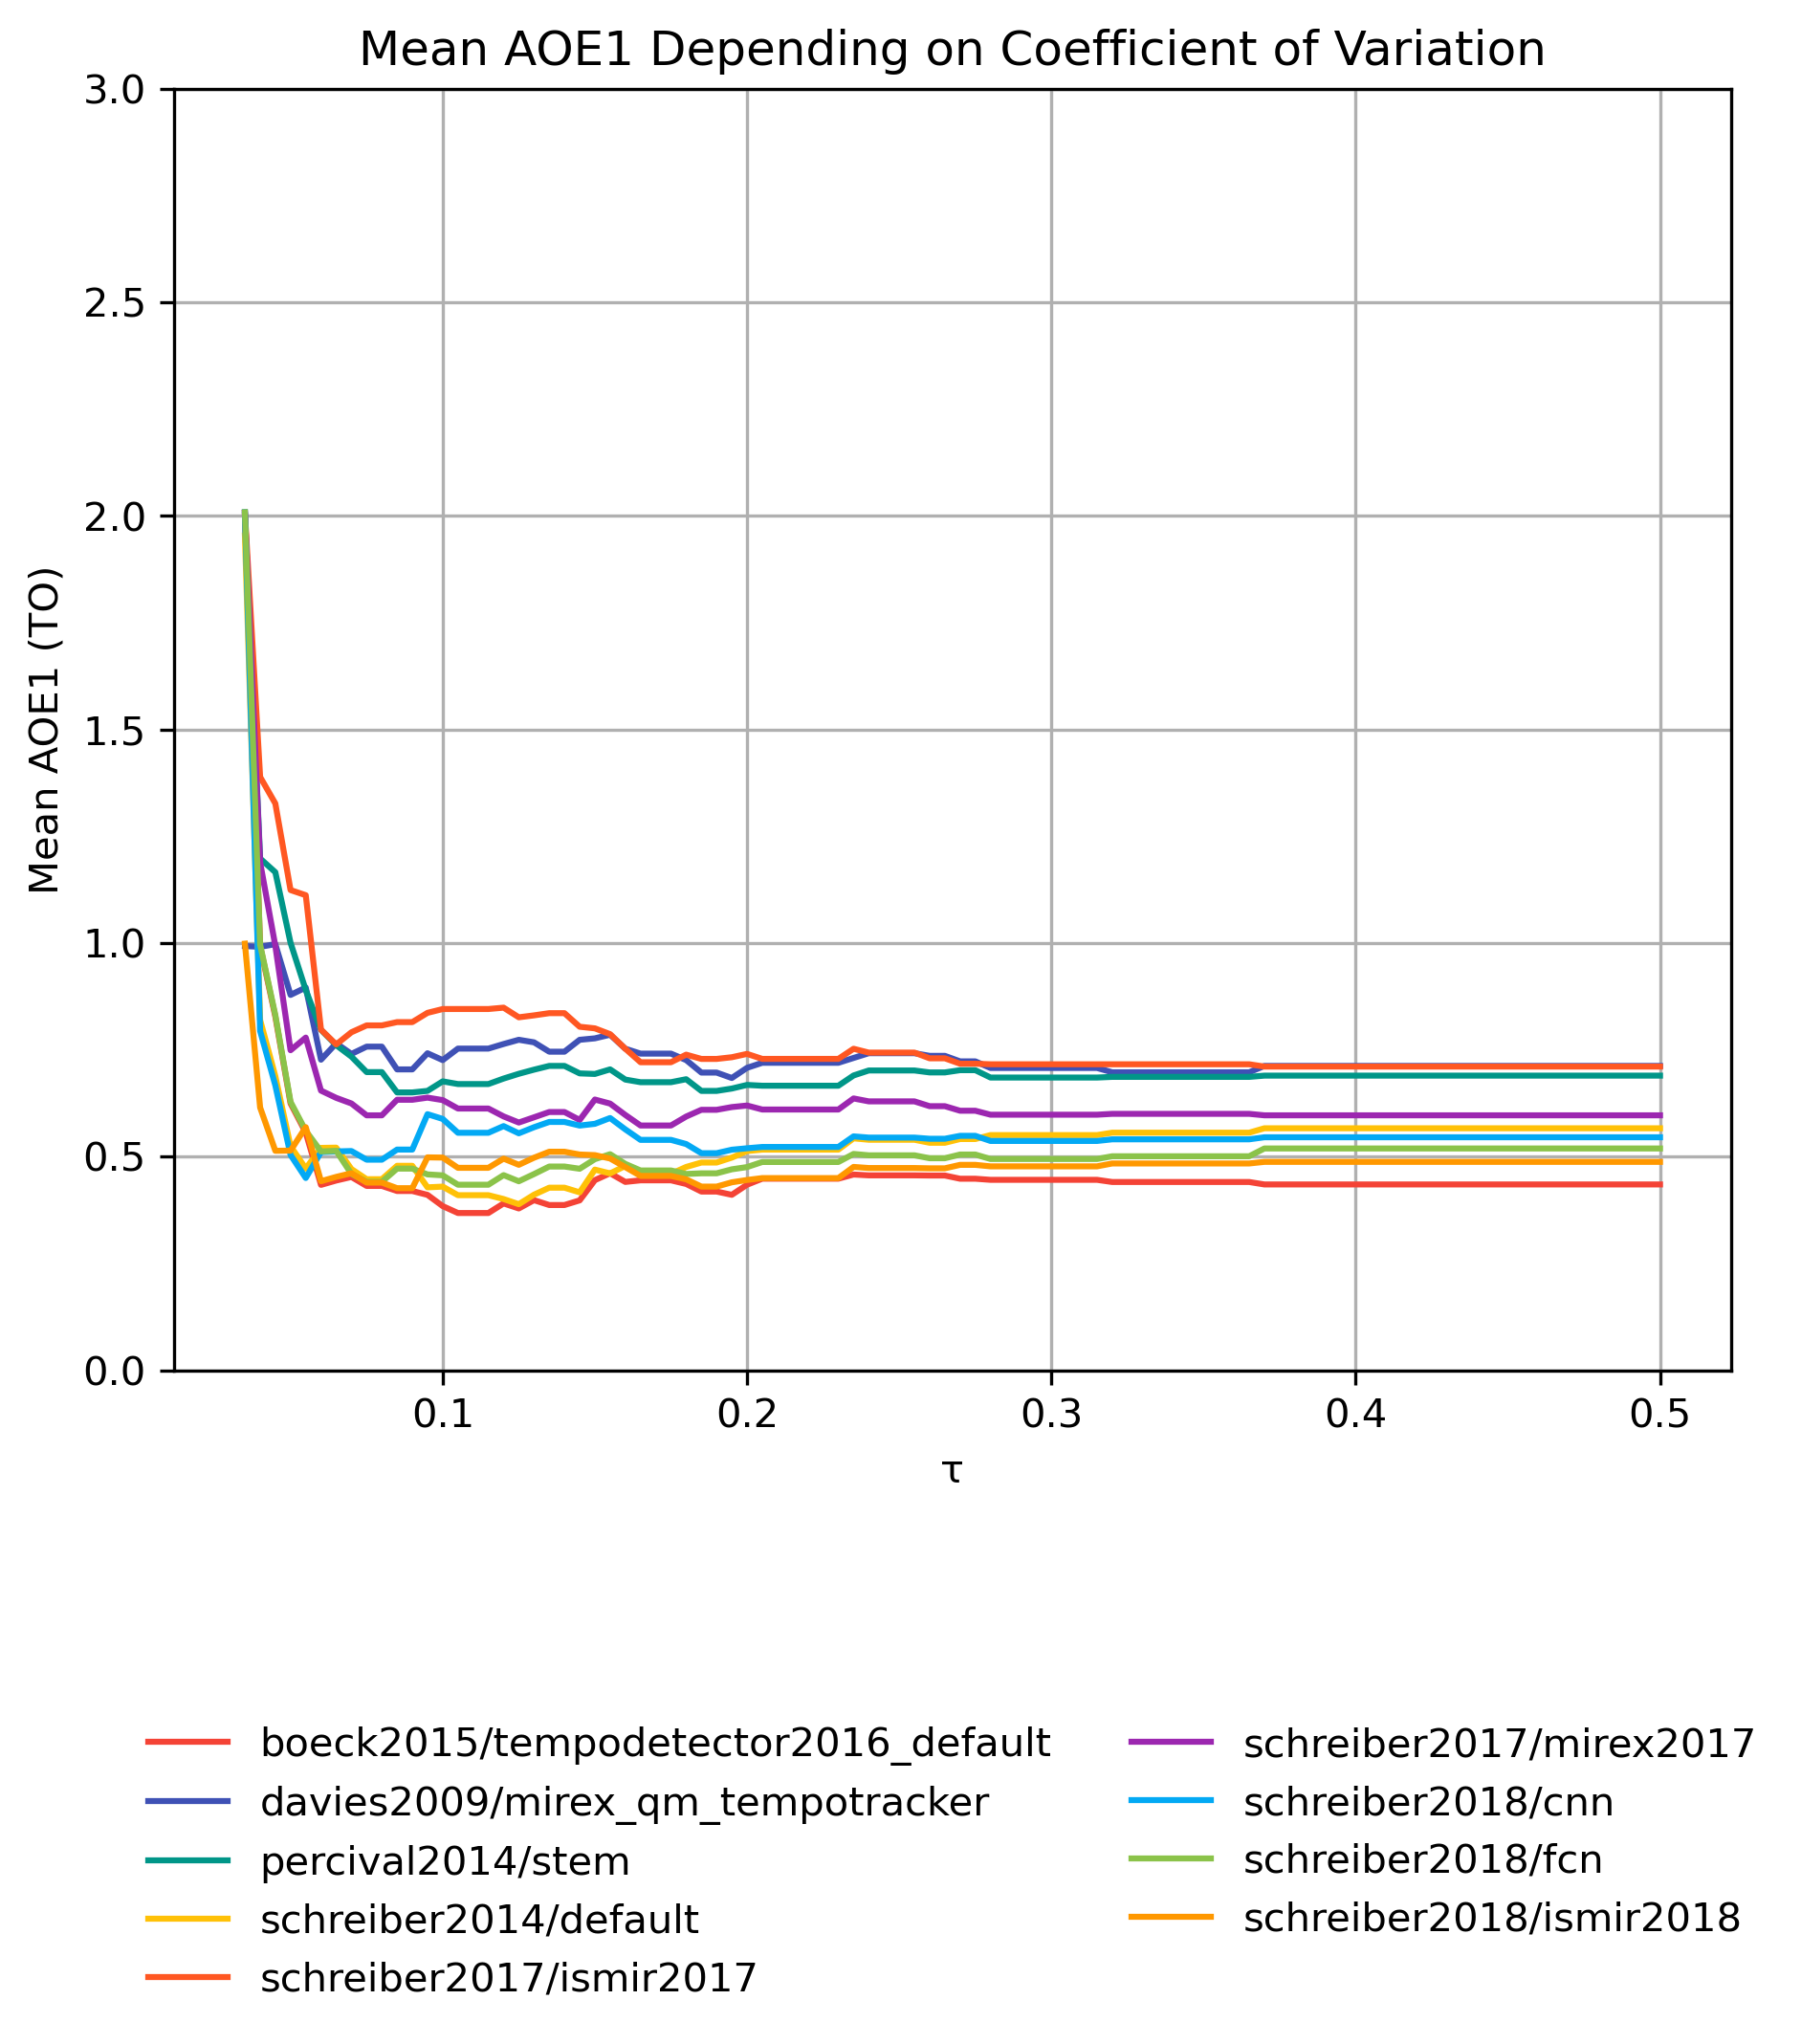 Mean AOE1 Depending on Coefficient of Variation
3.0
2.5
2.0
1.5
1.0
0.5
0.0
Mean AOE1 (TO)
0.1 0.2 0.3 0.4 0.5
τ
boeck2015/tempodetector2016_default
davies2009/mirex_qm_tempotracker
percival2014/stem
schreiber2014/default
schreiber2017/ismir2017
schreiber2017/mirex2017
schreiber2018/cnn
schreiber2018/fcn
schreiber2018/ismir2018